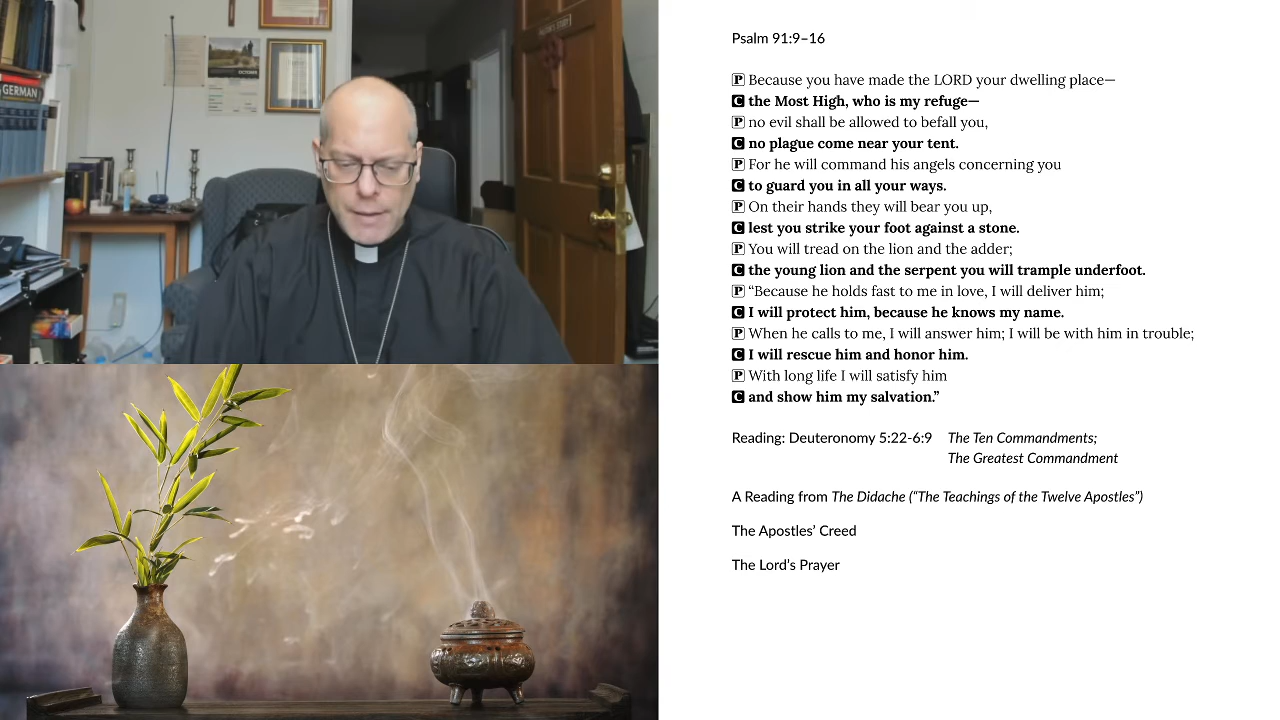 GERMAN
OCTOBER
Psalm 91:9–16
P Because you have made the LORD your dwelling place—
C the Most High, who is my refuge—
P no evil shall be allowed to befall you,
C no plague come near your tent.
P For he will command his angels concerning you
C to guard you in all your ways.
P On their hands they will bear you up,
C lest you strike your foot against a stone.
P You will tread on the lion and the adder;
C the young lion and the serpent you will trample underfoot.
P “Because he holds fast to me in love, I will deliver him;
C I will protect him, because he knows my name.
P When he calls to me, I will answer him; I will be with him in trouble;
C I will rescue him and honor him.
P With long life I will satisfy him
C and show him my salvation.”
Reading: Deuteronomy 5:22-6:9 The Ten Commandments;
The Greatest Commandment
A Reading from The Didache (“The Teachings of the Twelve Apostles”)
The Apostles’ Creed
The Lord’s Prayer